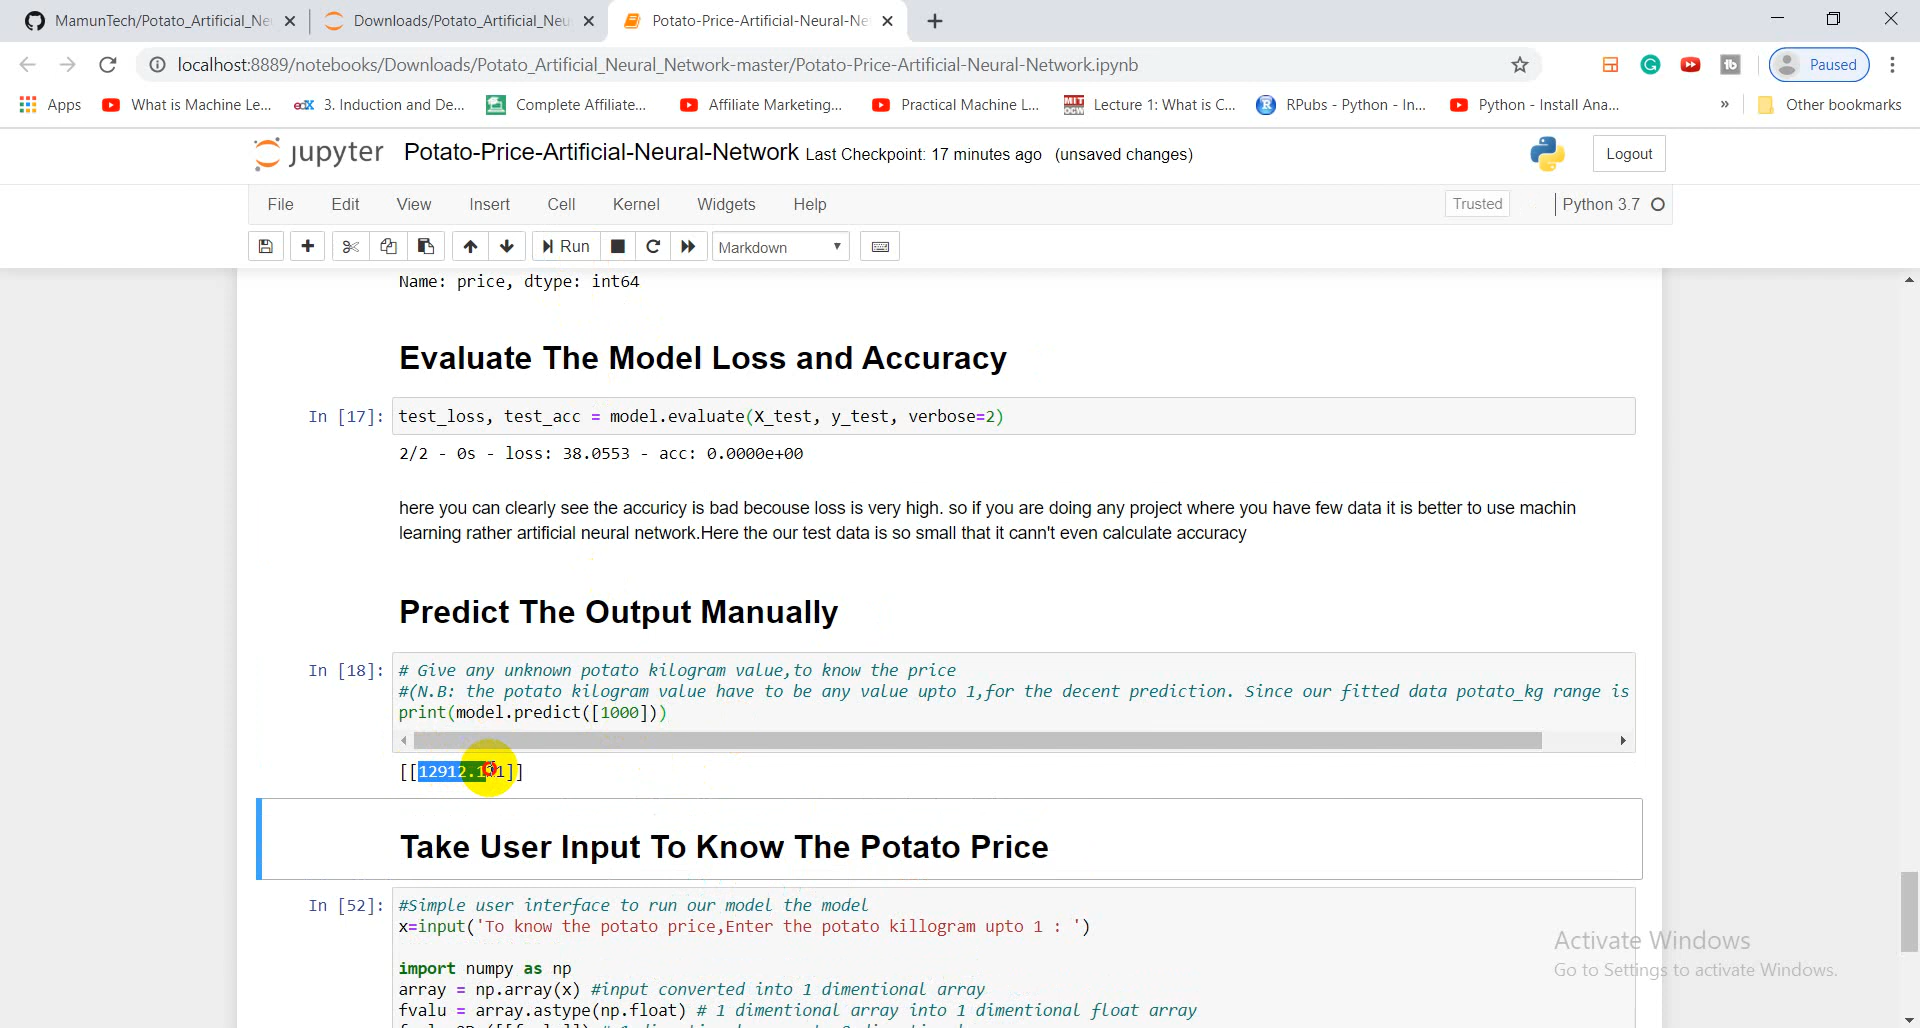 MamunTech/Potato_Artificial_Ne
Downloads/Potato_Artificial_Neu
Potato-Price-Artificial-Neural-Ne
localhost:8889/notebooks/Downloads/Potato_Artificial_Neural_Network-master/Potato-Price-Artificial-Neural-Network.ipynb
Paused
Apps
What is Machine Le...
edX
3. Induction and De...
Complete Affiliate...
Affiliate Marketing...
Practical Machine L...
MIT OCW
Lecture 1: What is C...
R
RPubs - Python - In...
Python - Install Ana...
»
Other bookmarks
jupyter
Potato-Price-Artificial-Neural-Network
Last Checkpoint: 17 minutes ago
(unsaved changes)
Logout
File
Edit
View
Insert
Cell
Kernel
Widgets
Help
Trusted
Python 3.7
Run
Markdown
Name: price, dtype: int64
Evaluate The Model Loss and Accuracy
In [17]: test_loss, test_acc = model.evaluate(X_test, y_test, verbose=2)
2/2 - 0s - loss: 38.0553 - acc: 0.0000e+00
here you can clearly see the accuricy is bad becouse loss is very high. so if you are doing any project where you have few data it is better to use machin
learning rather artificial neural network.Here the our test data is so small that it cann't even calculate accuracy
Predict The Output Manually
In [18]: # Give any unknown potato kilogram value,to know the price
#(N.B: the potato kilogram value have to be any value upto 1,for the decent prediction. Since our fitted data potato_kg range is
print(model.predict([1000]))
Take User Input To Know The Potato Price
In [52]: #Simple user interface to run our model the model
x=input('To know the potato price,Enter the potato killogram upto 1 : ')
import numpy as np
array = np.array(x) #input converted into 1 dimentional array
fvalu = array.astype(np.float) # 1 dimentional array into 1 dimentional float array
Activate Windows
Go to Settings to activate Windows.